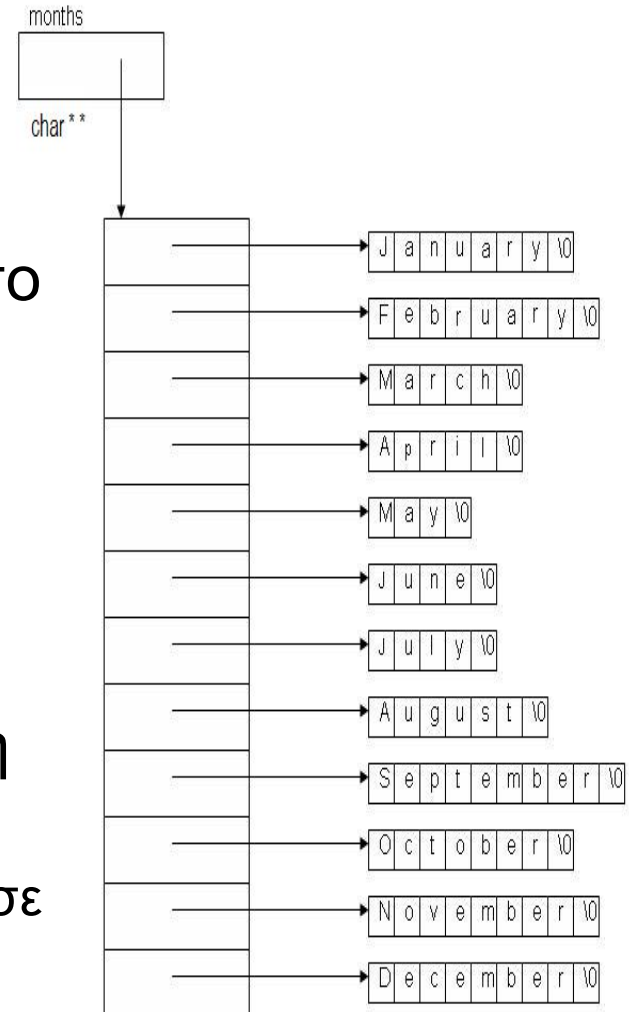 months
char**
το
η
σε
January\0
February\0
March\0
April\0
May\0
June\0
July\0
August\0
September\0
October\0
November\0
December\0